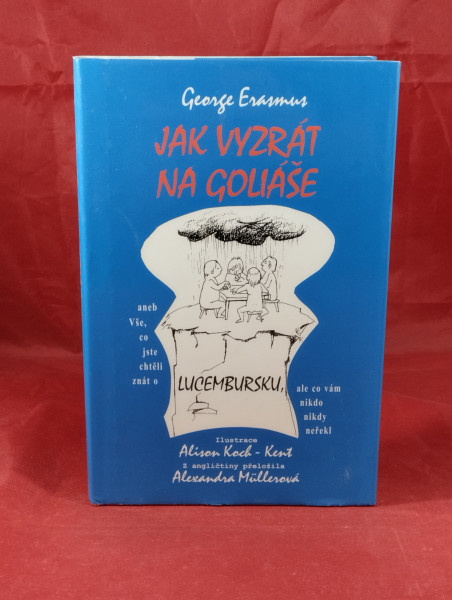 George Erasmus
JAK VYZRÁT
NA GOLIÁŠE
aneb
Vše,
co
jste
chtěli
znát o
LUCEMBURSKU,
ale co vám
nikdo
nikdy
neřekl
Ilustrace
Alison Koch - Kent
Z angličtiny přeložila
Alexandra Müllerová